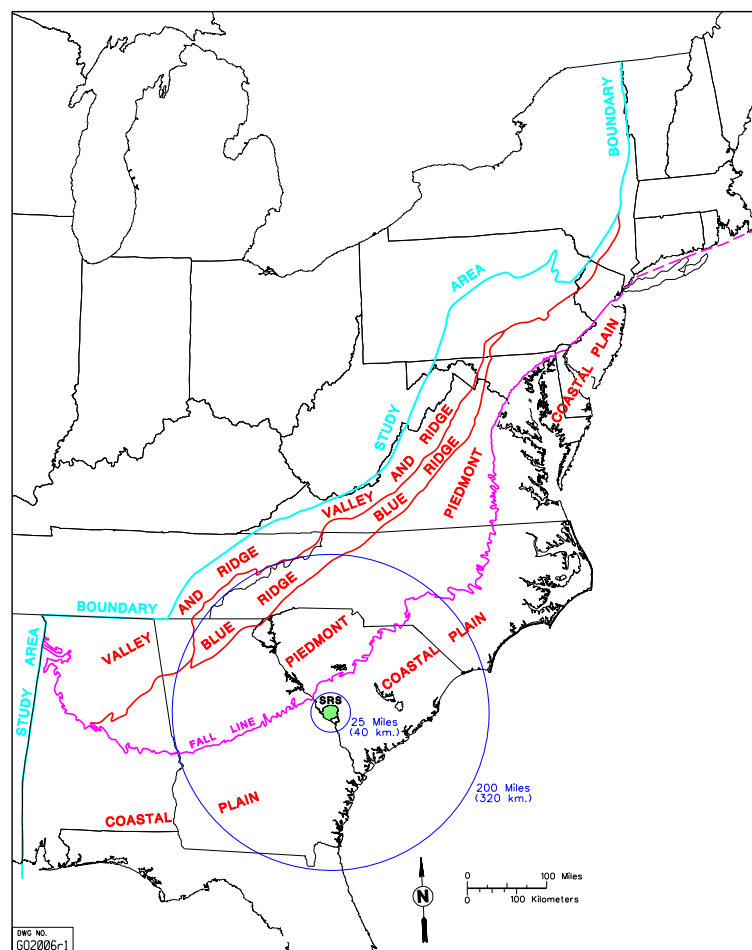 BOUNDARY
AREA
STUDY
COASTAL PLAIN
VALLEY AND RIDGE
BLUE RIDGE
PIEDMONT
VALLEY AND RIDGE
BLUE RIDGE
BOUNDARY
STUDY AREA
PIEDMONT
COASTAL PLAIN
SRS
25 Miles
(40 km.)
FALL LINE
200 Miles
(320 km.)
COASTAL PLAIN
N
0 100 Miles
0 100 Kilometers
DWG NO.
GO2006r1